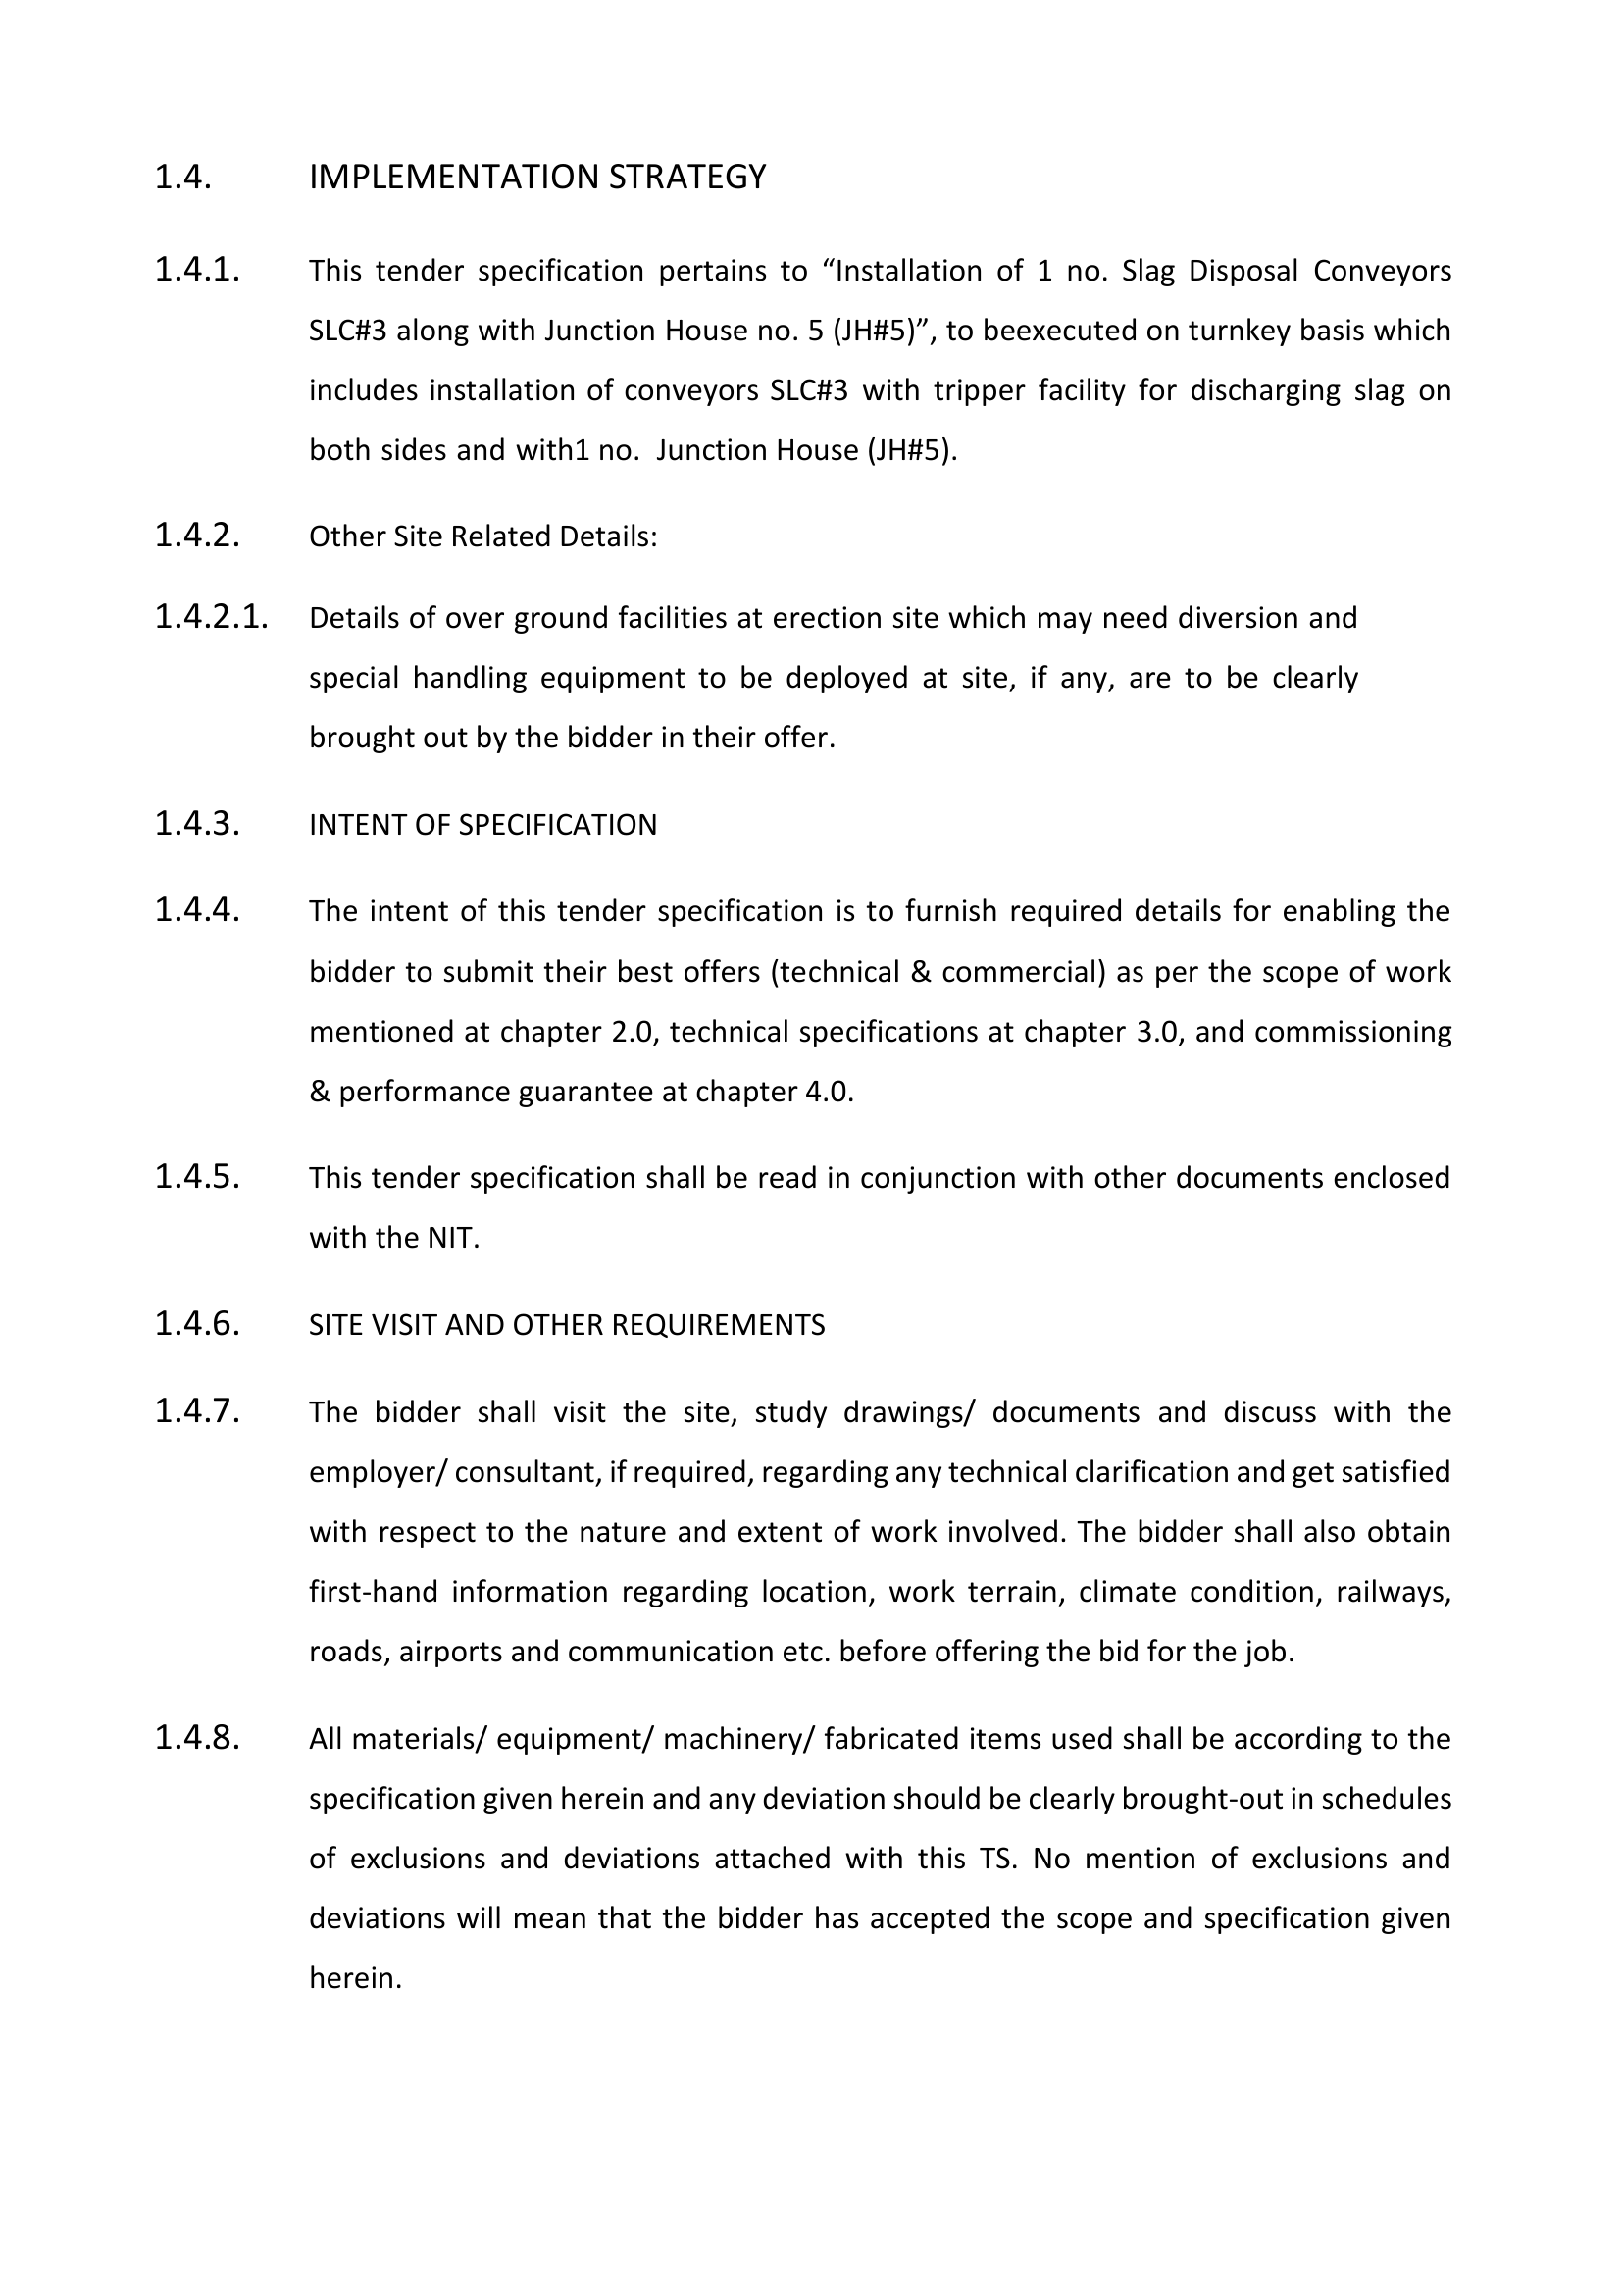 1.4. IMPLEMENTATION STRATEGY
1.4.1. This tender specification pertains to “Installation of 1 no. Slag Disposal Conveyors
SLC#3 along with Junction House no. 5 (JH#5)”, to beexecuted on turnkey basis which
includes installation of conveyors SLC#3 with tripper facility for discharging slag on
both sides and with1 no.  Junction House (JH#5).
1.4.2. Other Site Related Details:
1.4.2.1. Details of over ground facilities at erection site which may need diversion and
special handling equipment to be deployed at site, if any, are to be clearly
brought out by the bidder in their offer.
1.4.3. INTENT OF SPECIFICATION
1.4.4. The intent of this tender specification is to furnish required details for enabling the
bidder to submit their best offers (technical & commercial) as per the scope of work
mentioned at chapter 2.0, technical specifications at chapter 3.0, and commissioning
& performance guarantee at chapter 4.0.
1.4.5. This tender specification shall be read in conjunction with other documents enclosed
with the NIT.
1.4.6. SITE VISIT AND OTHER REQUIREMENTS
1.4.7. The bidder shall visit the site, study drawings/ documents and discuss with the
employer/ consultant, if required, regarding any technical clarification and get satisfied
with respect to the nature and extent of work involved. The bidder shall also obtain
first-hand information regarding location, work terrain, climate condition, railways,
roads, airports and communication etc. before offering the bid for the job.
1.4.8. All materials/ equipment/ machinery/ fabricated items used shall be according to the
specification given herein and any deviation should be clearly brought-out in schedules
of exclusions and deviations attached with this TS. No mention of exclusions and
deviations will mean that the bidder has accepted the scope and specification given
herein.